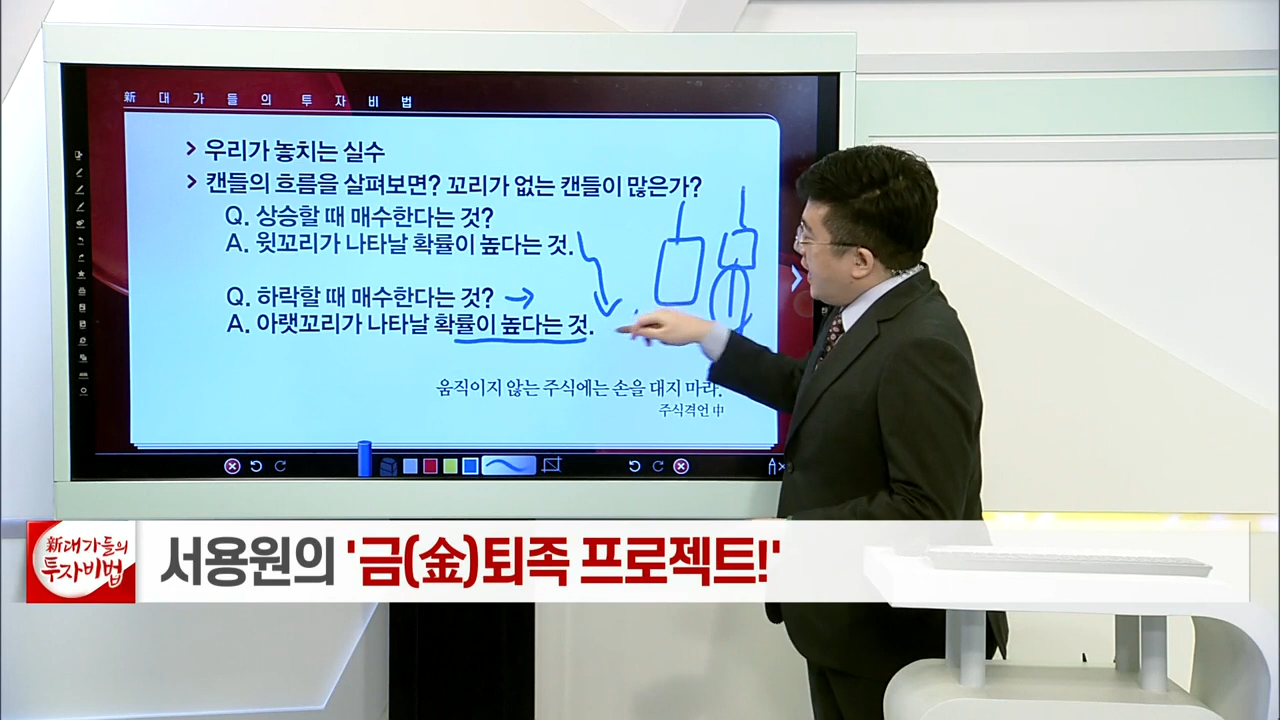 新 대가들의 투자비법
우리가 놓치는 실수
캔들의 흐름을 살펴보면? 꼬리가 없는 캔들이 많은가?
Q. 상승할 때 매수한다는 것?
A. 윗꼬리가 나타날 확률이 높다는 것.
Q. 하락할 때 매수한다는 것?
A. 아랫꼬리가 나타날 확률이 높다는 것.
움직이지 않는 주식에는 손을 대지 마라.
주식격언 中
新대가들의
투자비법
서용원의 '금(金)퇴족 프로젝트!'